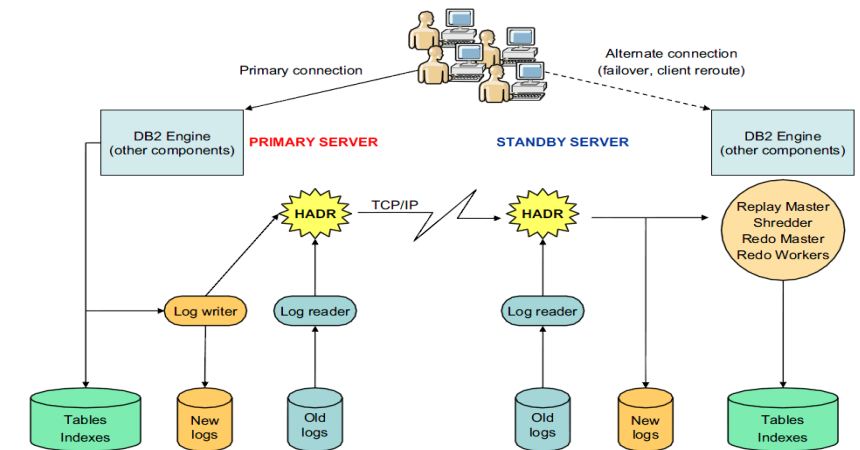 Primary connection
Alternate connection
(failover, client reroute)
DB2 Engine
(other components)
PRIMARY SERVER
STANDBY SERVER
DB2 Engine
(other components)
HADR
TCP/IP
HADR
Replay Master
Shredder
Redo Master
Redo Workers
Log writer
Log reader
Log reader
Tables
Indexes
New
logs
Old
logs
Old
logs
New
logs
Tables
Indexes